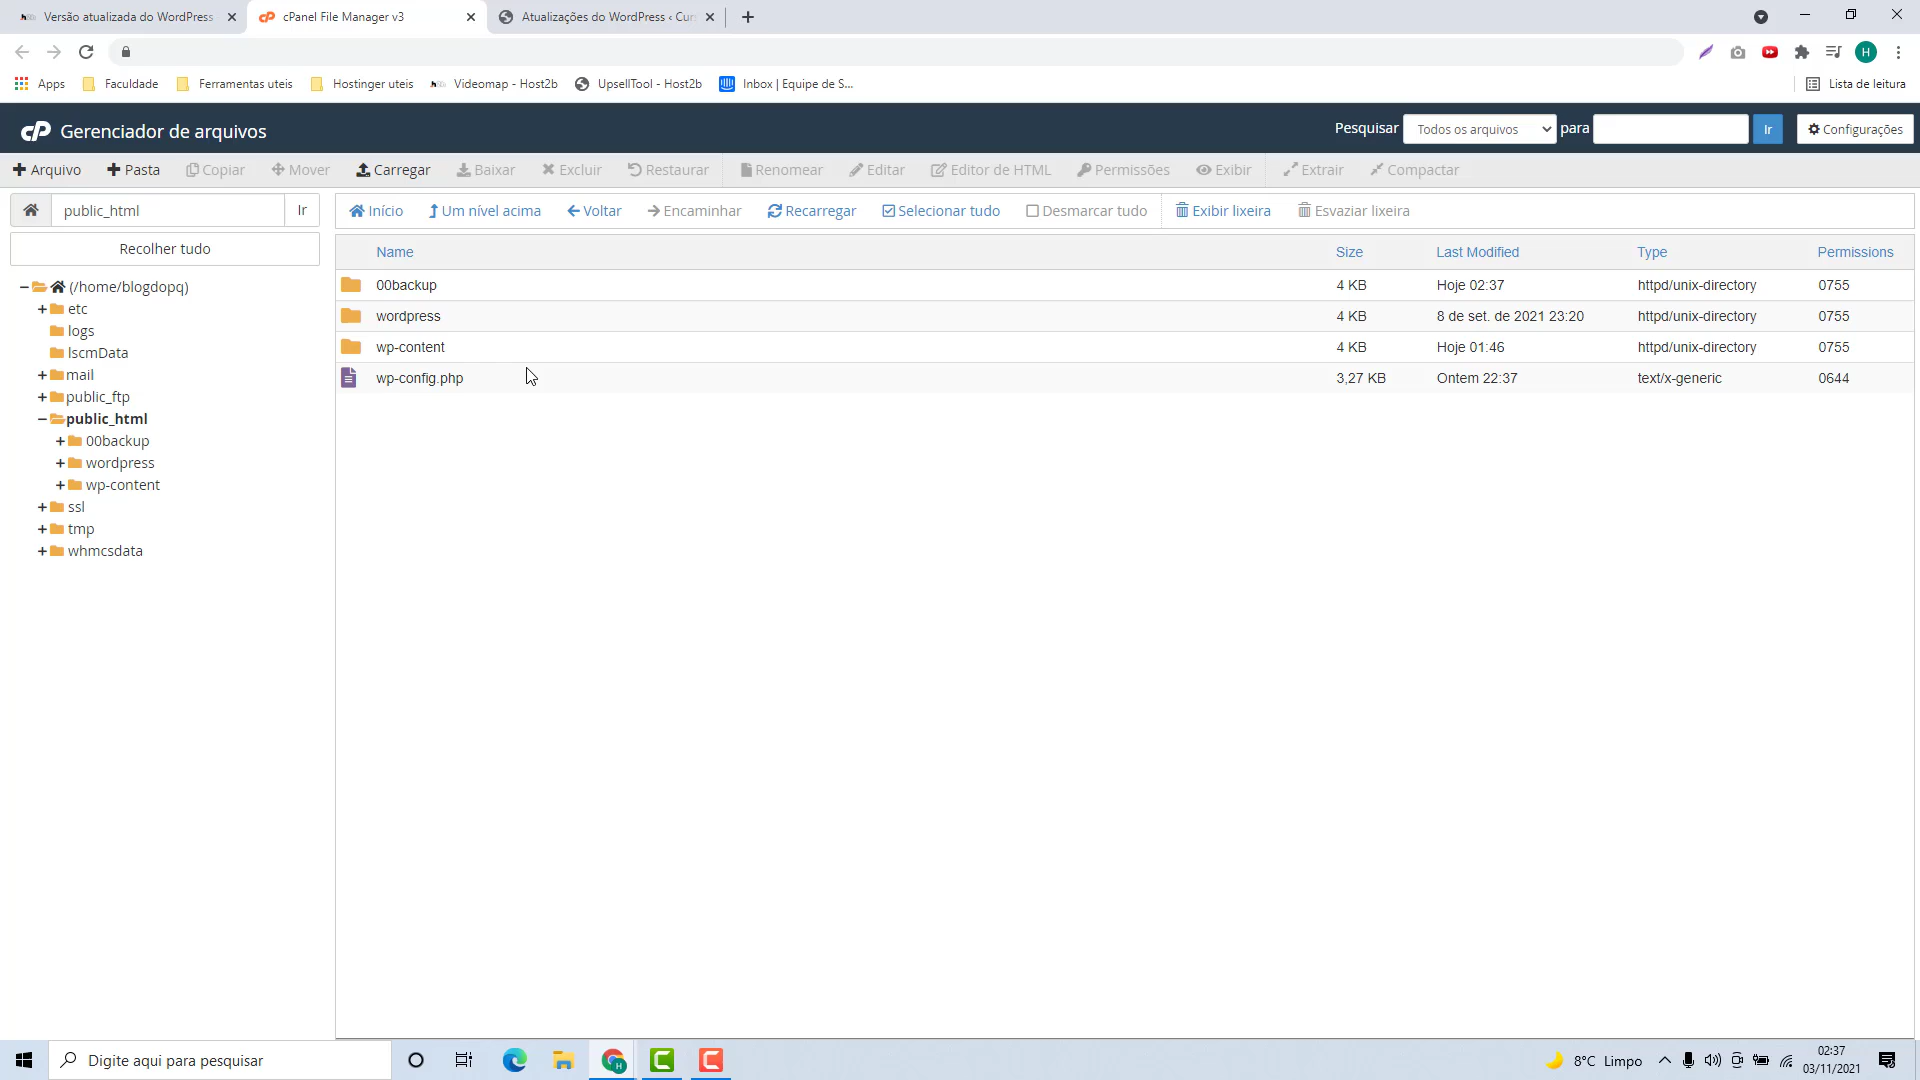 Versão atualizada do WordPress
cPanel File Manager v3
Atualizações do WordPress ‹ Cur
H
Apps
Faculdade
Ferramentas uteis
Hostinger uteis
Videomap - Host2b
UpsellTool - Host2b
Inbox | Equipe de S...
Lista de leitura
cP Gerenciador de arquivos
Pesquisar Todos os arquivos para Ir Configurações
Arquivo Pasta Copiar Mover Carregar Baixar Excluir Restaurar Renomear Editar Editor de HTML Permissões Exibir Extrair Compactar
public_html Ir
Início Um nível acima Voltar Encaminhar Recarregar Selecionar tudo Desmarcar tudo Exibir lixeira Esvaziar lixeira
Recolher tudo
(/home/blogdopq)
etc
logs
lscmData
mail
public_ftp
public_html
00backup
wordpress
wp-content
ssl
tmp
whmcsdata
Name Size Last Modified Type Permissions
00backup 4 KB Hoje 02:37 httpd/unix-directory 0755
wordpress 4 KB 8 de set. de 2021 23:20 httpd/unix-directory 0755
wp-content 4 KB Hoje 01:46 httpd/unix-directory 0755
wp-config.php 3,27 KB Ontem 22:37 text/x-generic 0644
Digite aqui para pesquisar
8°C Limpo
02:37
03/11/2021